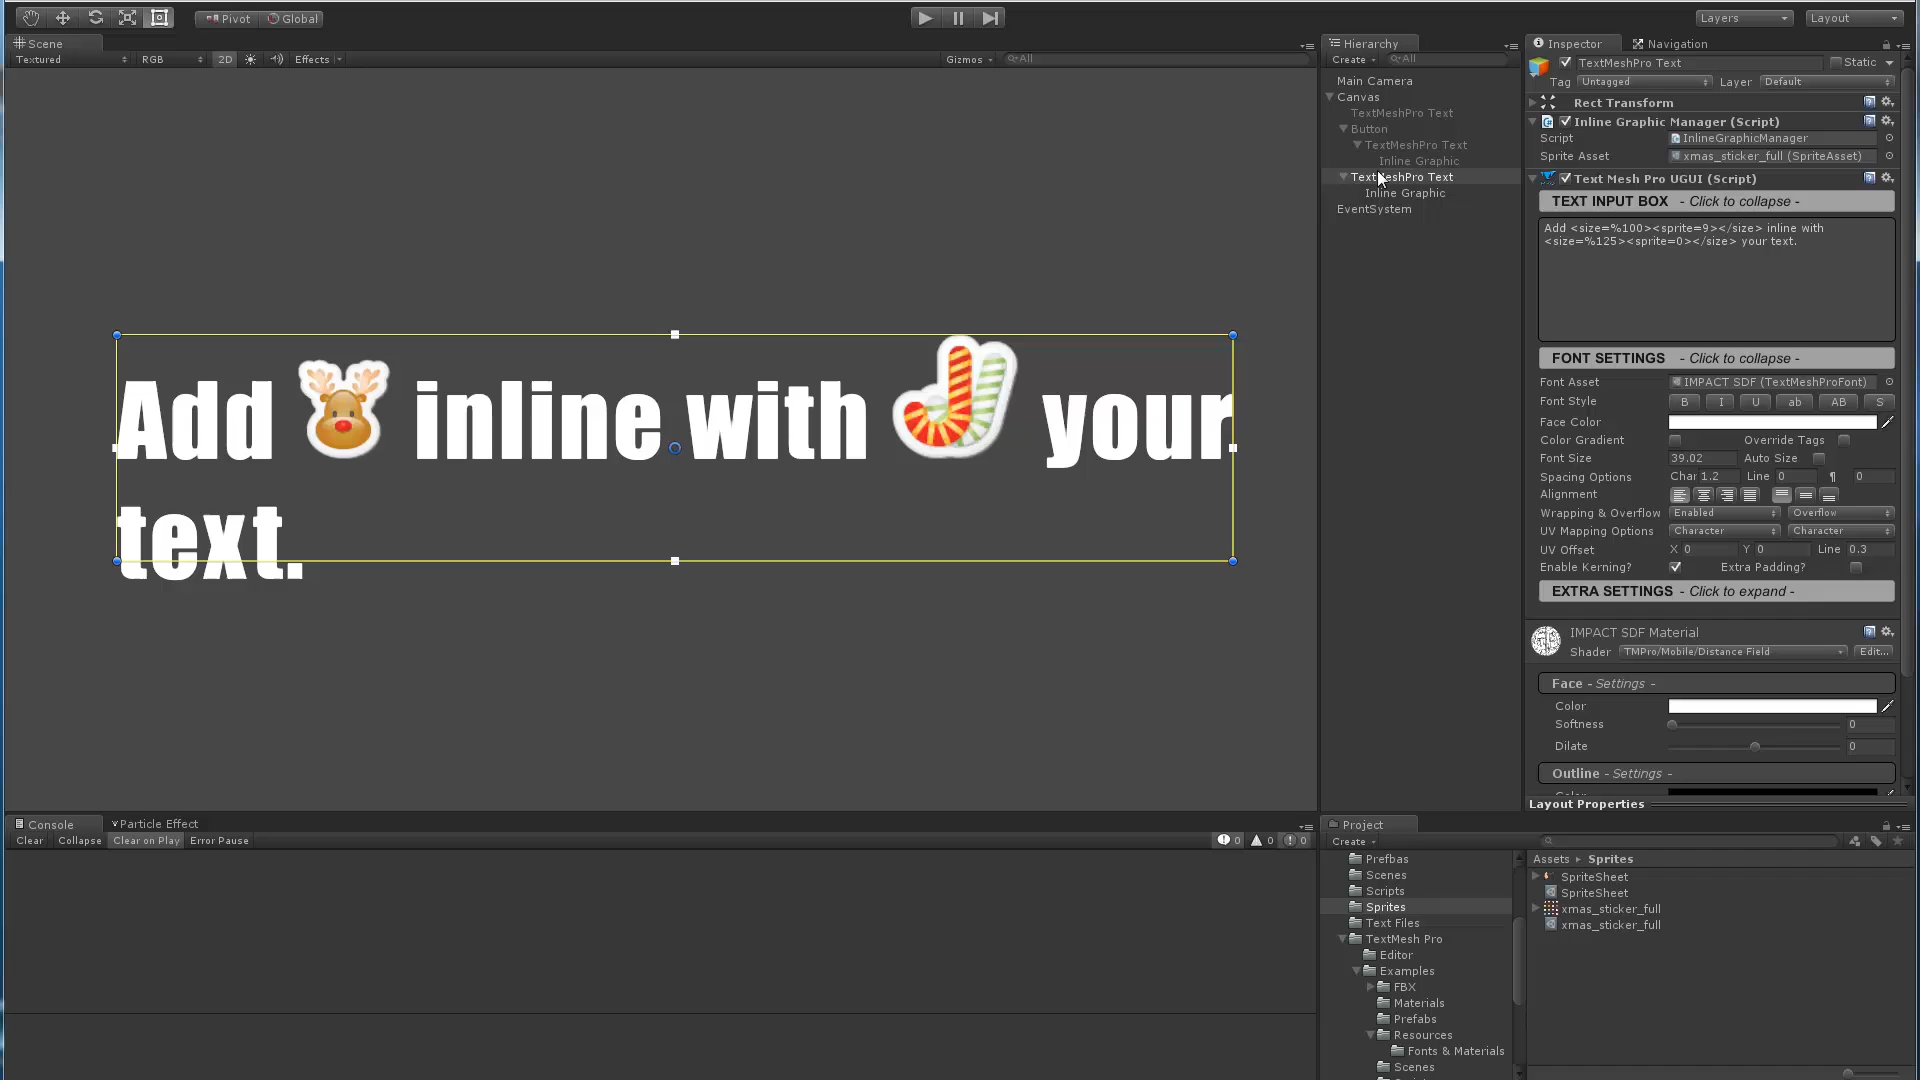 Pivot
Global
Layers
Layout
Scene
Textured
RGB
2D
Effects
Gizmos
All
Add inline with your
text.
Hierarchy
Create
All
Main Camera
Canvas
TextMeshPro Text
Button
TextMeshPro Text
Inline Graphic
TextMeshPro Text
Inline Graphic
EventSystem
Inspector
Navigation
TextMeshPro Text
Static
Tag Untagged Layer Default
Rect Transform
Inline Graphic Manager (Script)
Script InlineGraphicManager
Sprite Asset xmas_sticker_full (SpriteAsset)
Text Mesh Pro UGUI (Script)
TEXT INPUT BOX - Click to collapse -
Add <size=%100><sprite=9></size> inline with
<size=%125><sprite=0></size> your text.
FONT SETTINGS - Click to collapse -
Font Asset IMPACT SDF (TextMeshProFont)
Font Style B I U ab AB S
Face Color
Color Gradient Override Tags
Font Size 39.02 Auto Size
Spacing Options Char 1.2 Line 0 ¶ 0
Alignment
Wrapping & Overflow Enabled Overflow
UV Mapping Options Character Character
UV Offset X 0 Y 0 Line 0.3
Enable Kerning? Extra Padding?
EXTRA SETTINGS - Click to expand -
IMPACT SDF Material
Shader TMPro/Mobile/Distance Field Edit...
Face - Settings -
Color
Softness 0
Dilate 0
Outline - Settings -
Layout Properties
Console
Particle Effect
Clear
Collapse
Clear on Play
Error Pause
0
0
0
Project
Create
Prefbas
Scenes
Scripts
Sprites
Text Files
TextMesh Pro
Editor
Examples
FBX
Materials
Prefabs
Resources
Fonts & Materials
Scenes
Assets ▸ Sprites
SpriteSheet
SpriteSheet
xmas_sticker_full
xmas_sticker_full